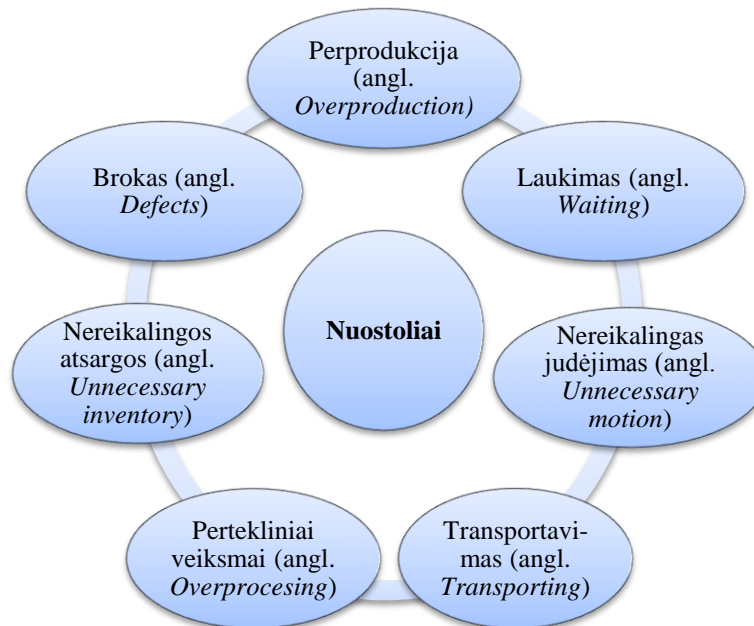 Perprodukcija
(angl.
Overproduction)
Brokas (angl.
Defects)
Laukimas (angl.
Waiting)
Nuostoliai
Nereikalingos
atsargos (angl.
Unnecessary
inventory)
Nereikalingas
judėjimas (angl.
Unnecessary
motion)
Pertekliniai
veiksmai (angl.
Overprocesing)
Transportavi-
mas (angl.
Transporting)